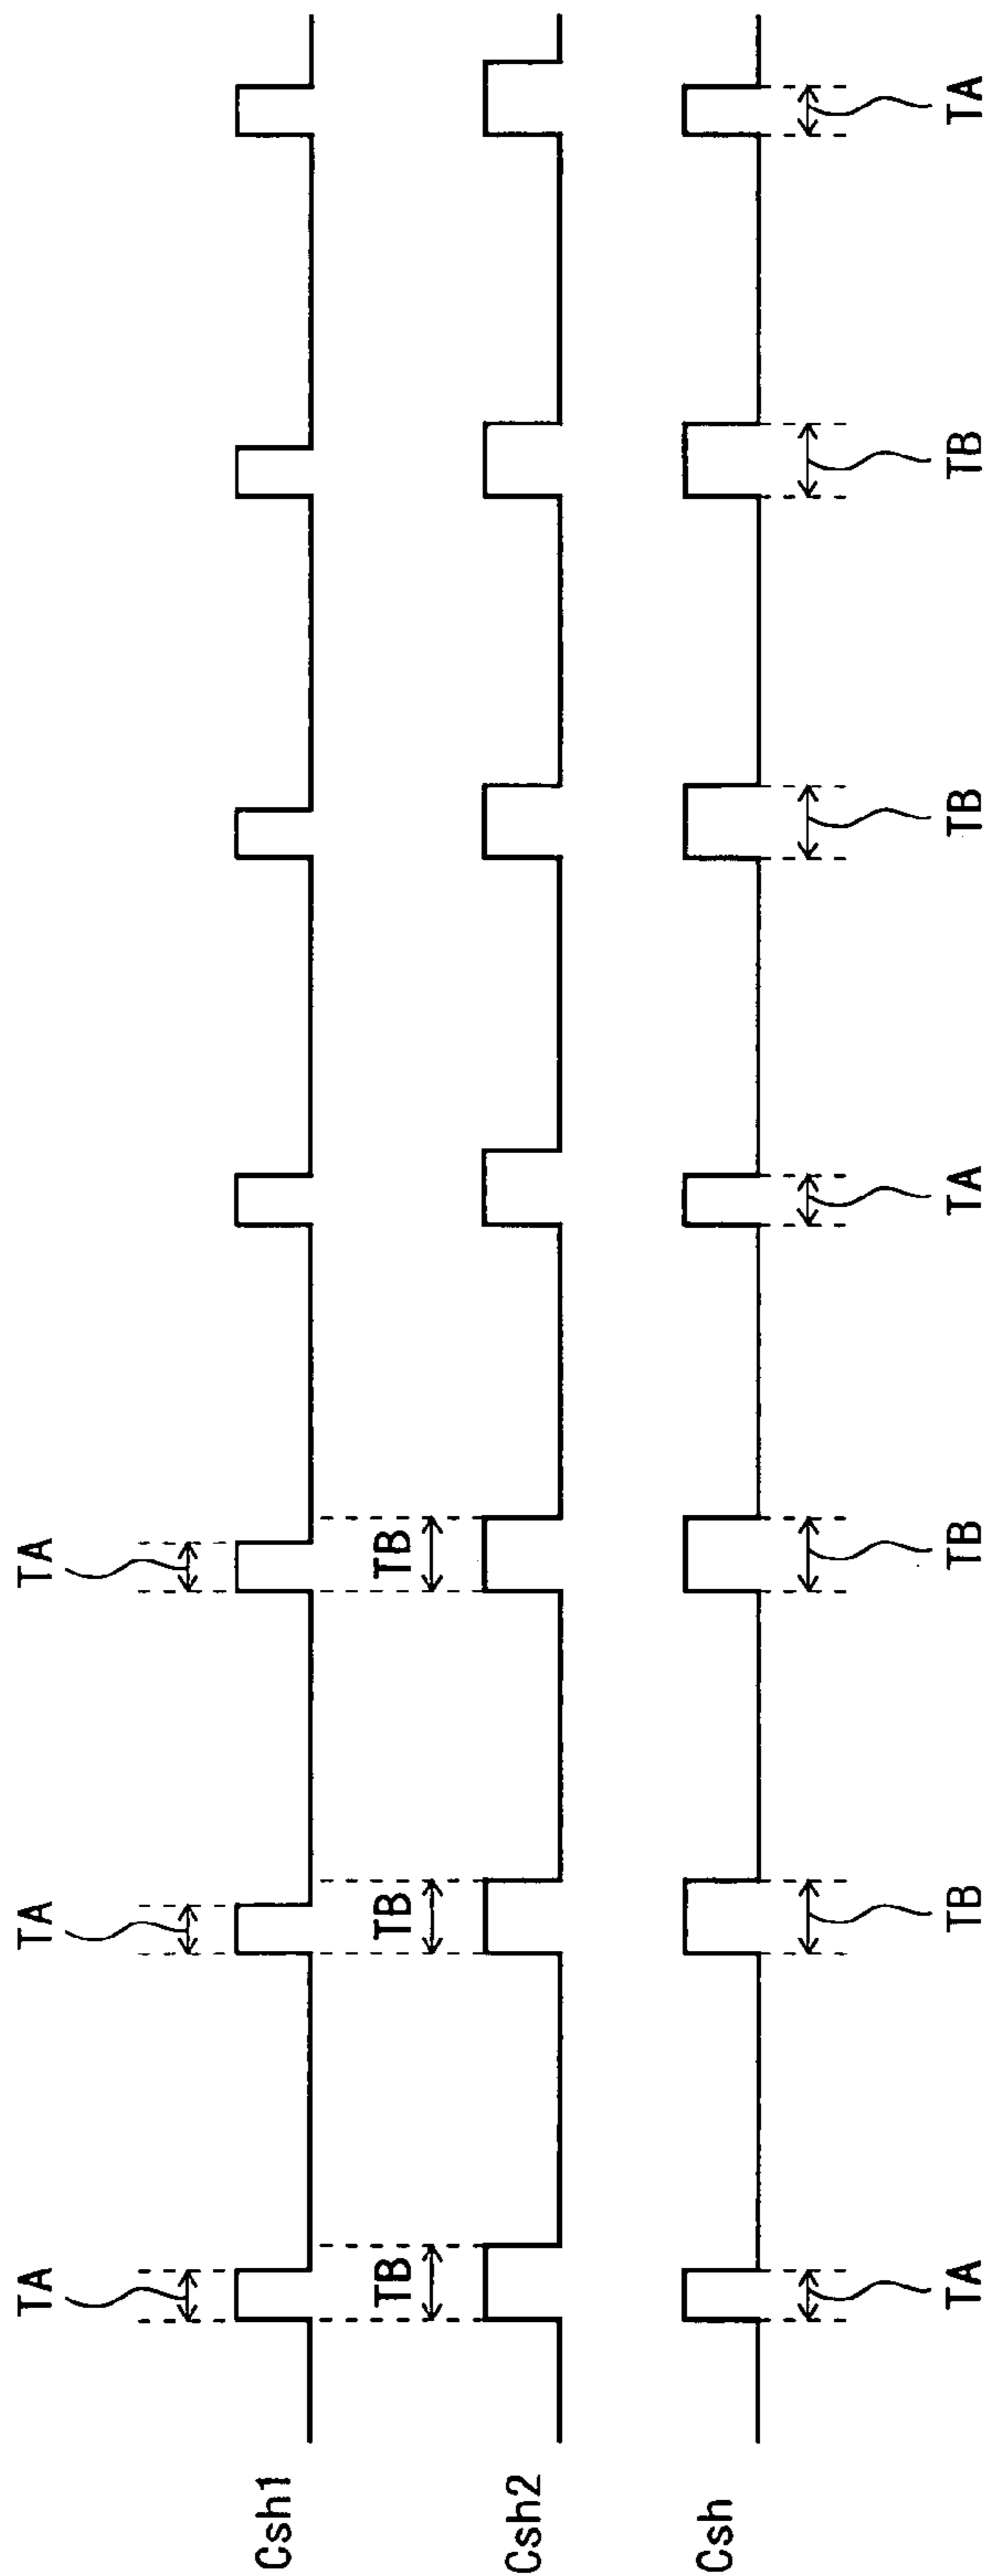 TA TA TA
Csh1
TB TB TB
Csh2
Csh
TA TB TB TA TB TB TA